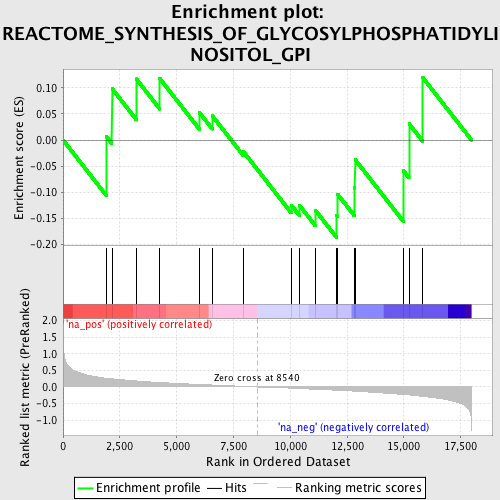 Enrichment plot:
REACTOME_SYNTHESIS_OF_GLYCOSYLPHOSPHATIDYLI
NOSITOL_GPI
Enrichment score (ES)
0.10
0.05
0.00
-0.05
-0.10
-0.15
-0.20
'na_pos' (positively correlated)
Ranked list metric (PreRanked)
2.0
1.5
1.0
0.5
0.0
-0.5
-1.0
Zero cross at 8540
'na_neg' (negatively correlated)
0
2,500
5,000
7,500
10,000
12,500
15,000
17,500
Rank in Ordered Dataset
Enrichment profile
Hits
Ranking metric scores